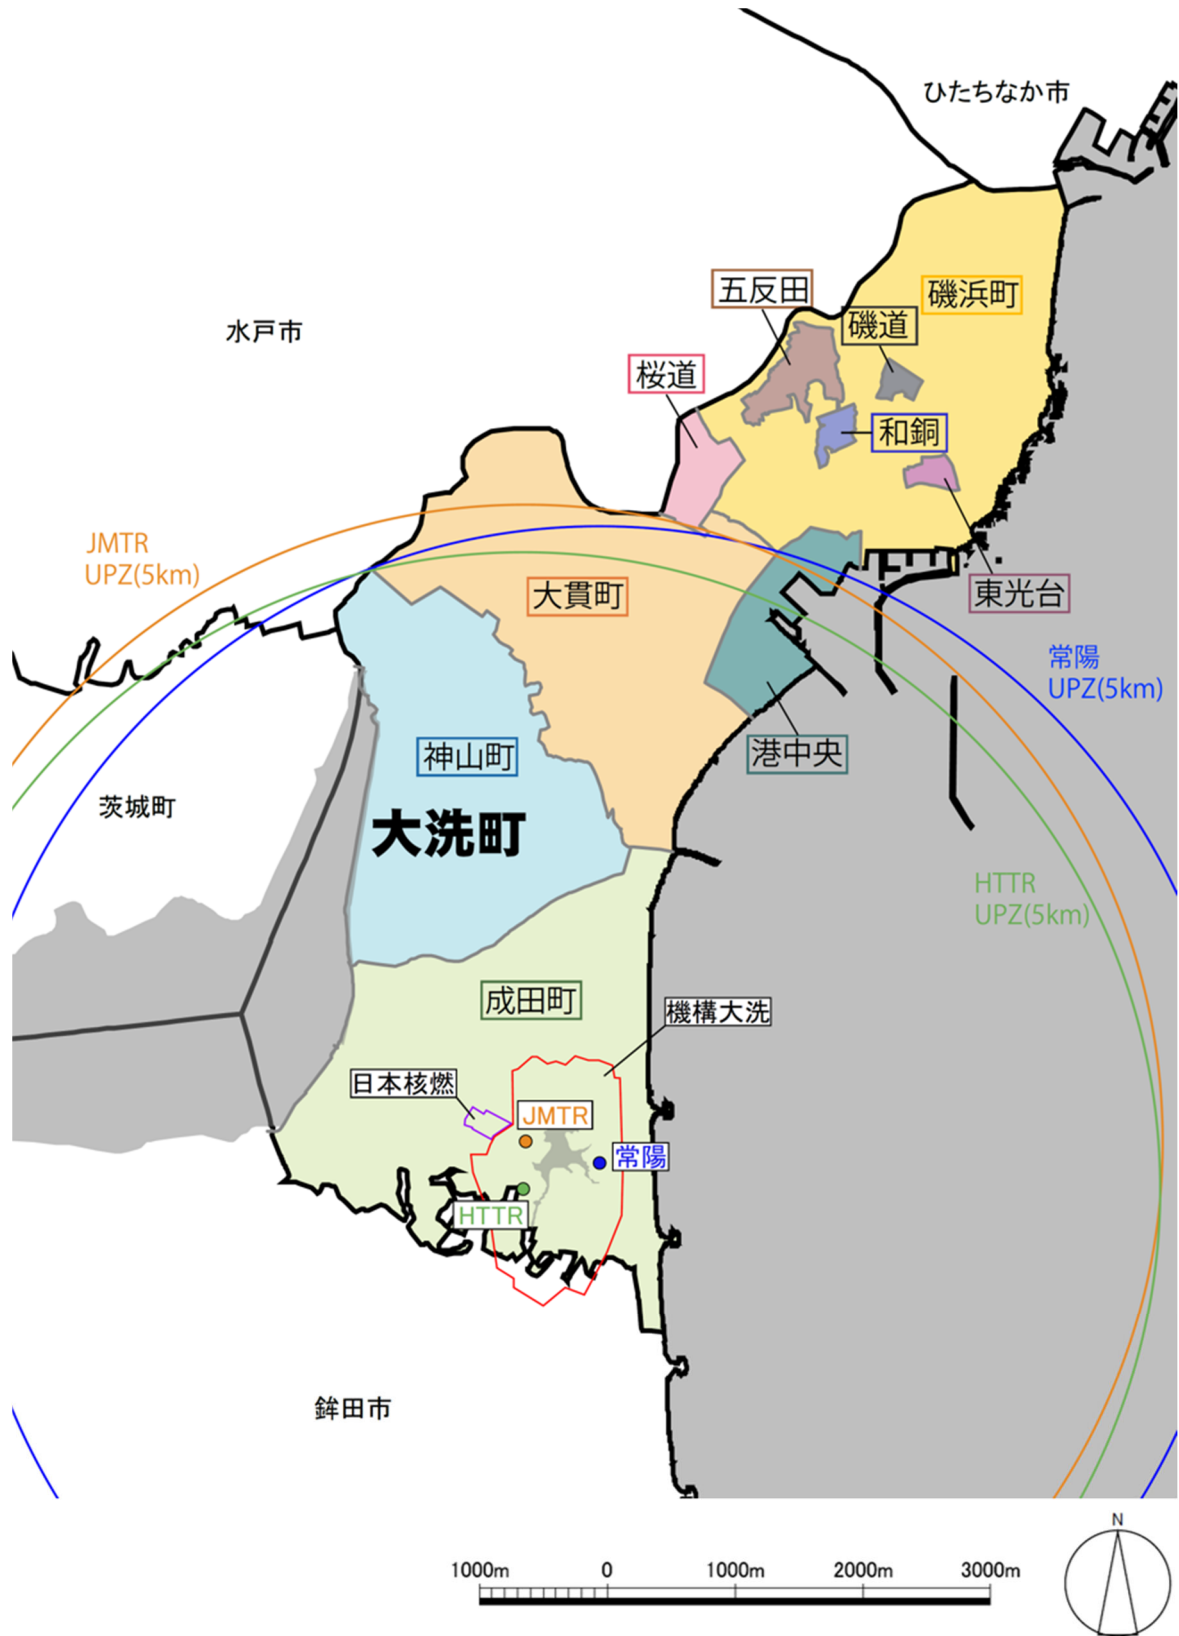 ひたちなか市
五反田
磯浜町
磯道
水戸市
桜道
和銅
JMTR
UPZ(5km)
大貫町
東光台
常陽
UPZ(5km)
神山町
港中央
茨城町
大洗町
HTTR
UPZ(5km)
成田町
機構大洗
日本核燃
JMTR
常陽
HTTR
鉾田市
N
1000m 0 1000m 2000m 3000m